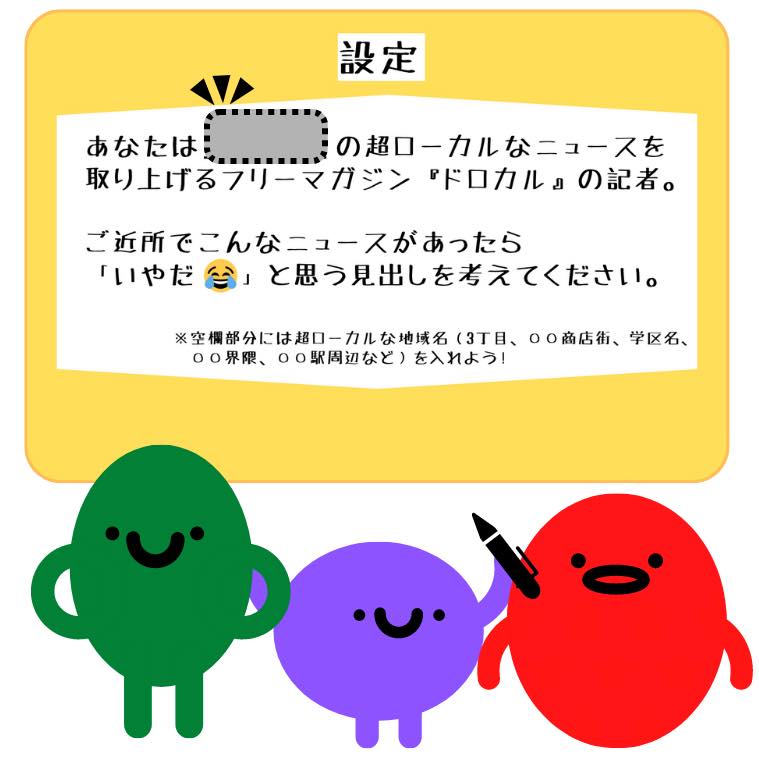 設定
あなたは の超ローカルなニュースを
取り上げるフリーマガジン『ドロカル』の記者。
ご近所でこんなニュースがあったら
「いやだ😂」と思う見出しを考えてください。
※空欄部分には超ローカルな地域名(3丁目、○○商店街、学区名、
○○界隈、○○駅周辺など)を入れよう!